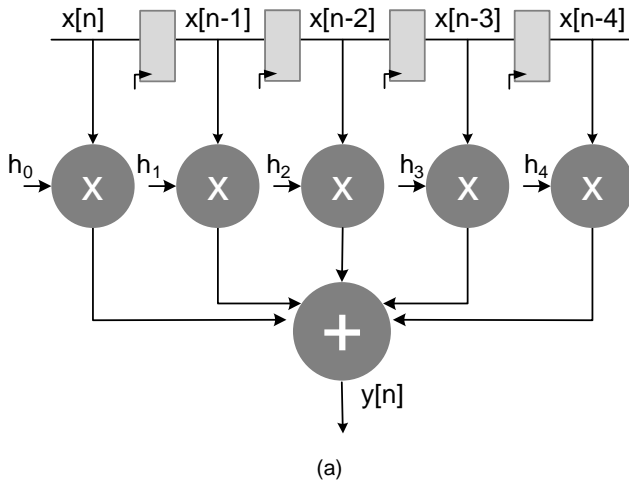 x[n] x[n-1] x[n-2] x[n-3] x[n-4]
h0 h1 h2 h3 h4
x x x x x
+
y[n]
(a)